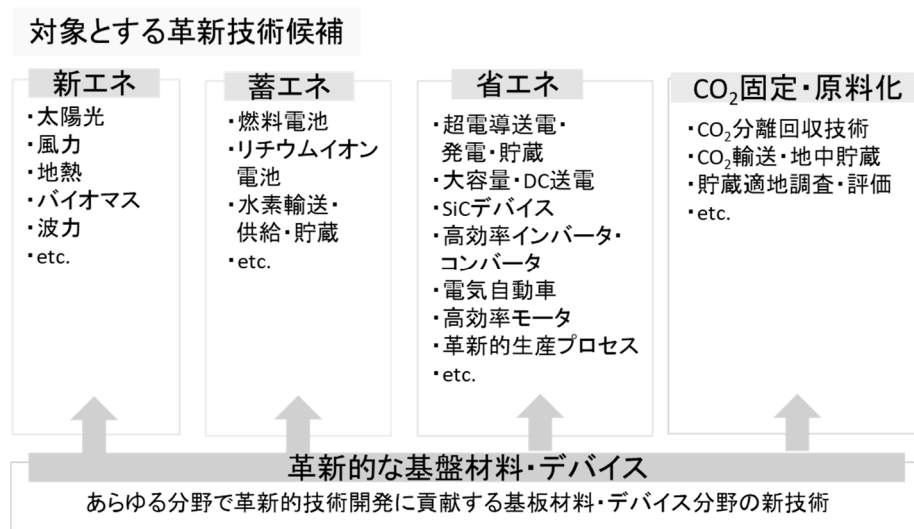 対象とする革新技術候補
新エネ
・太陽光
・風力
・地熱
・バイオマス
・波力
・etc.
蓄エネ
・燃料電池
・リチウムイオン
電池
・水素輸送・
供給・貯蔵
・etc.
省エネ
・超電導送電・
発電・貯蔵
・大容量・DC送電
・SiCデバイス
・高効率インバータ・
コンバータ
・電気自動車
・高効率モータ
・革新的生産プロセス
・etc.
CO₂固定・原料化
・CO₂分離回収技術
・CO₂輸送・地中貯蔵
・貯蔵適地調査・評価
・etc.
革新的な基盤材料・デバイス
あらゆる分野で革新的技術開発に貢献する基板材料・デバイス分野の新技術